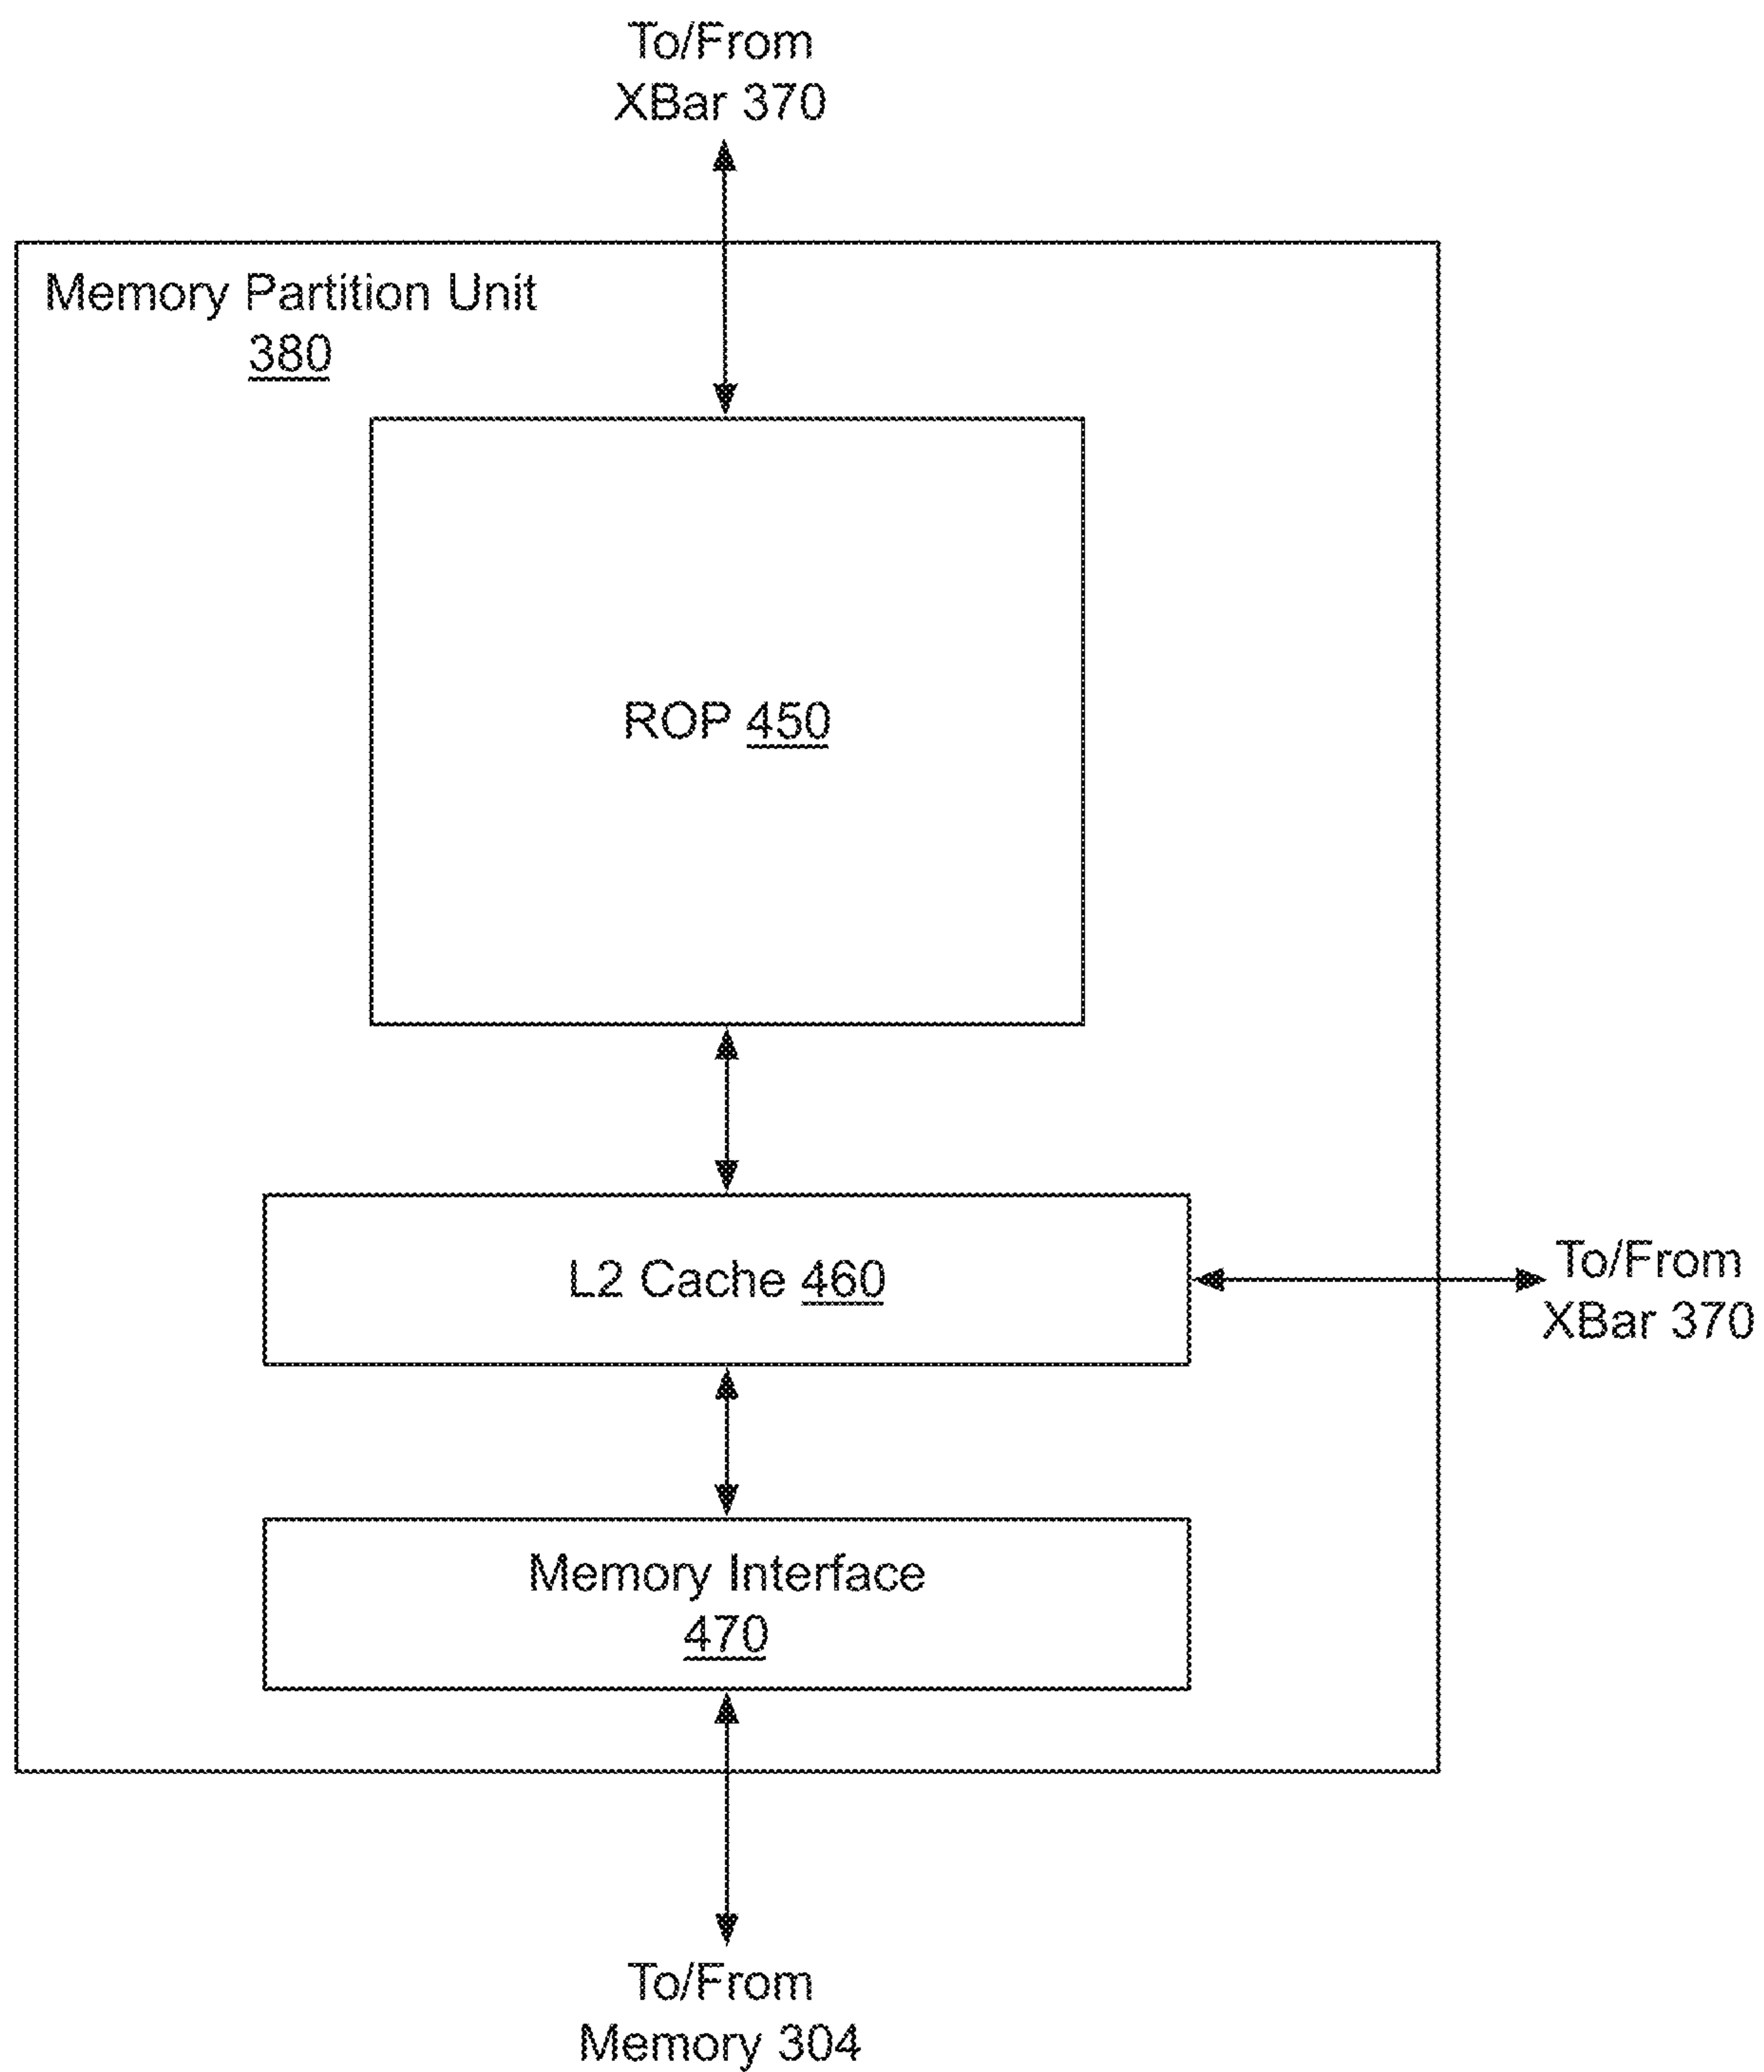 To/From
XBar 370
Memory Partition Unit
380
ROP 450
L2 Cache 460
To/From
XBar 370
Memory Interface
470
To/From
Memory 304